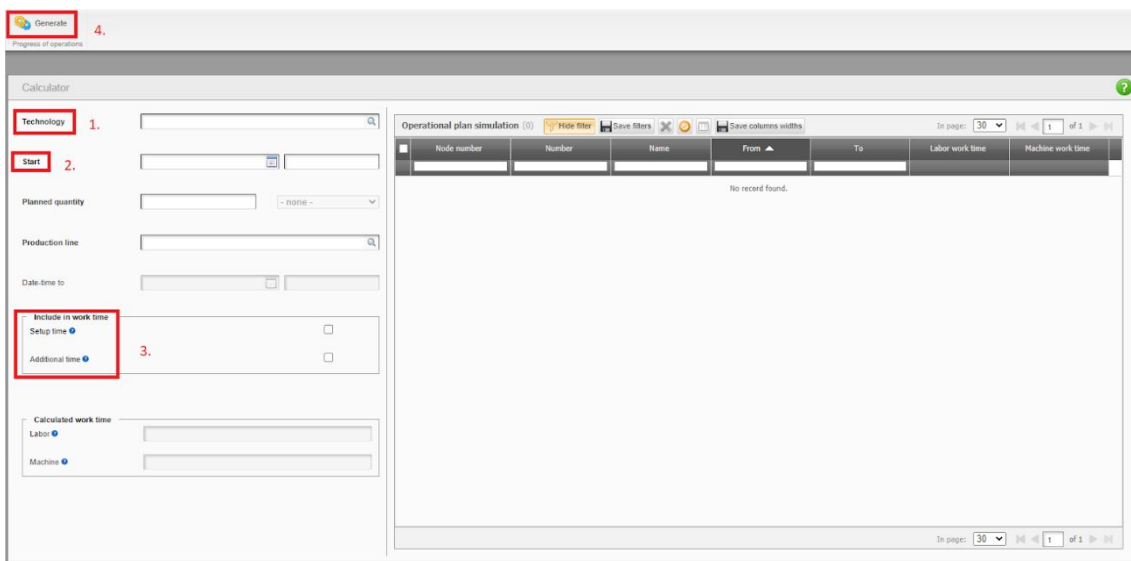 Generate
4.
Progress of operations
Calculator
Technology
1.
Start
2.
Planned quantity
- none -
Production line
Date-time to
Include in work time
Setup time
Additional time
3.
Calculated work time
Labor
Machine
Operational plan simulation (0) Hide filter Save filters Save columns widths In page: 30 1 of 1
Node number Number Name From To Labor work time Machine work time
No record found.
In page: 30 1 of 1